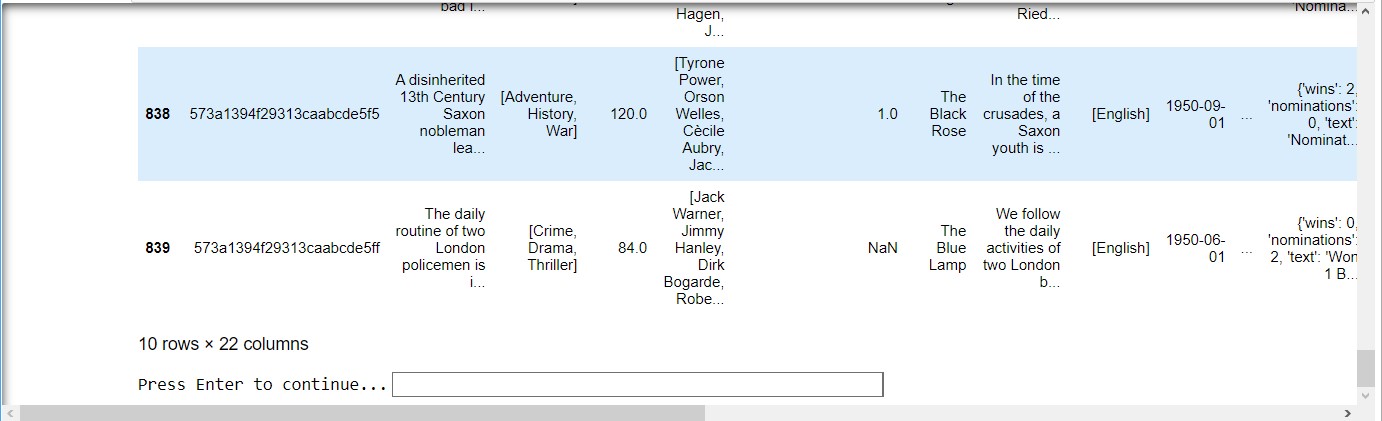 bad i...
Hagen,
J...
Ried...
'Nomina...
838 573a1394f29313caabcde5f5
A disinherited
13th Century
Saxon
nobleman
lea...
[Adventure,
History,
War]
120.0
[Tyrone
Power,
Orson
Welles,
Cècile
Aubry,
Jac...
1.0
The
Black
Rose
In the time
of the
crusades, a
Saxon
youth is ...
[English]
1950-09-
01
...
{'wins': 2,
'nominations':
0, 'text':
'Nominat...
839 573a1394f29313caabcde5ff
The daily
routine of two
London
policemen is
i...
[Crime,
Drama,
Thriller]
84.0
[Jack
Warner,
Jimmy
Hanley,
Dirk
Bogarde,
Robe...
NaN
The
Blue
Lamp
We follow
the daily
activities of
two London
b...
[English]
1950-06-
01
...
{'wins': 0,
'nominations':
2, 'text': 'Won
1 B...
10 rows × 22 columns
Press Enter to continue...